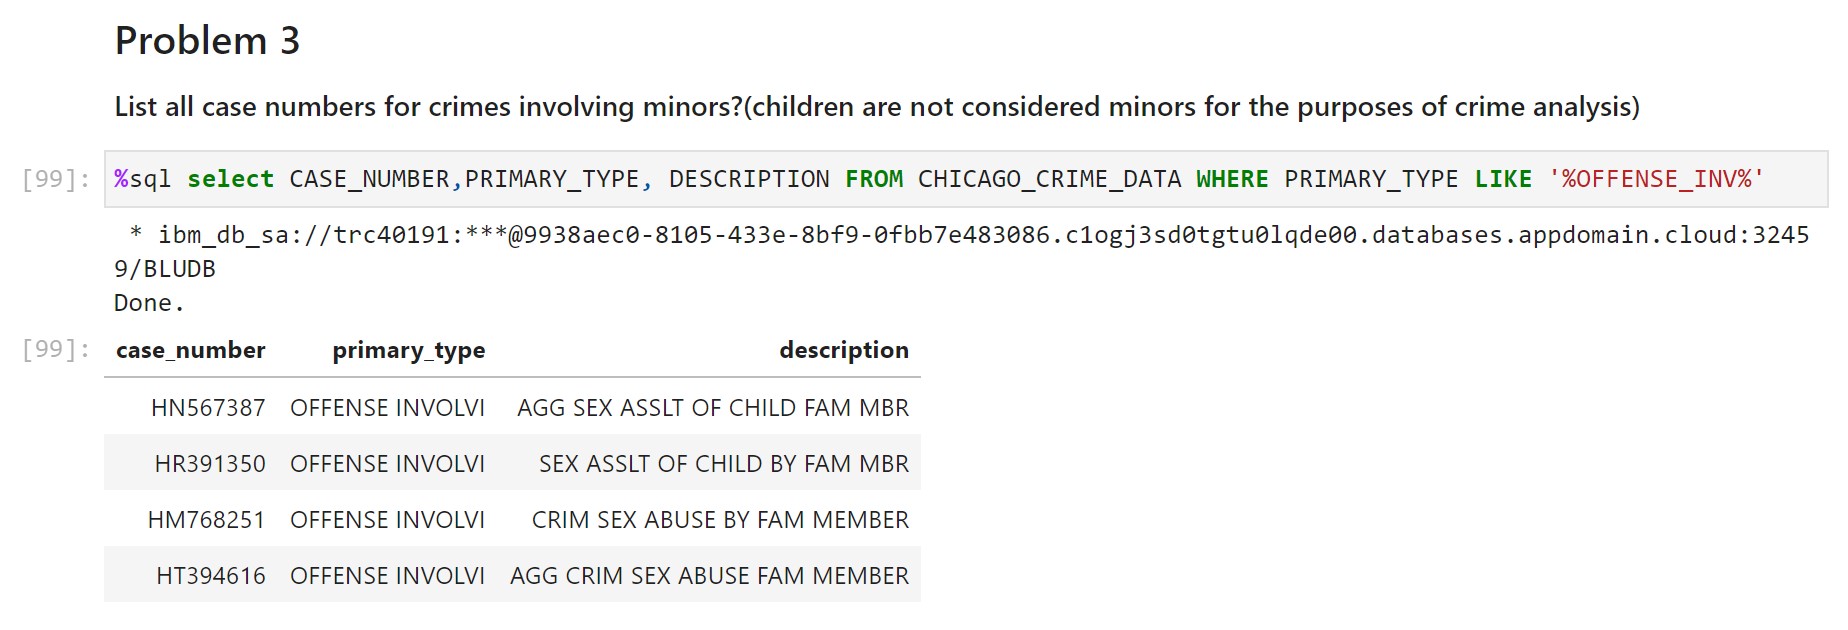 Problem 3
List all case numbers for crimes involving minors?(children are not considered minors for the purposes of crime analysis)
[99]: %sql select CASE_NUMBER,PRIMARY_TYPE, DESCRIPTION FROM CHICAGO_CRIME_DATA WHERE PRIMARY_TYPE LIKE '%OFFENSE_INV%'
* ibm_db_sa://trc40191:***@9938aec0-8105-433e-8bf9-0fbb7e483086.c1ogj3sd0tgtu0lqde00.databases.appdomain.cloud:3245
9/BLUDB
Done.
[99]: case_number primary_type description
HN567387 OFFENSE INVOLVI AGG SEX ASSLT OF CHILD FAM MBR
HR391350 OFFENSE INVOLVI SEX ASSLT OF CHILD BY FAM MBR
HM768251 OFFENSE INVOLVI CRIM SEX ABUSE BY FAM MEMBER
HT394616 OFFENSE INVOLVI AGG CRIM SEX ABUSE FAM MEMBER